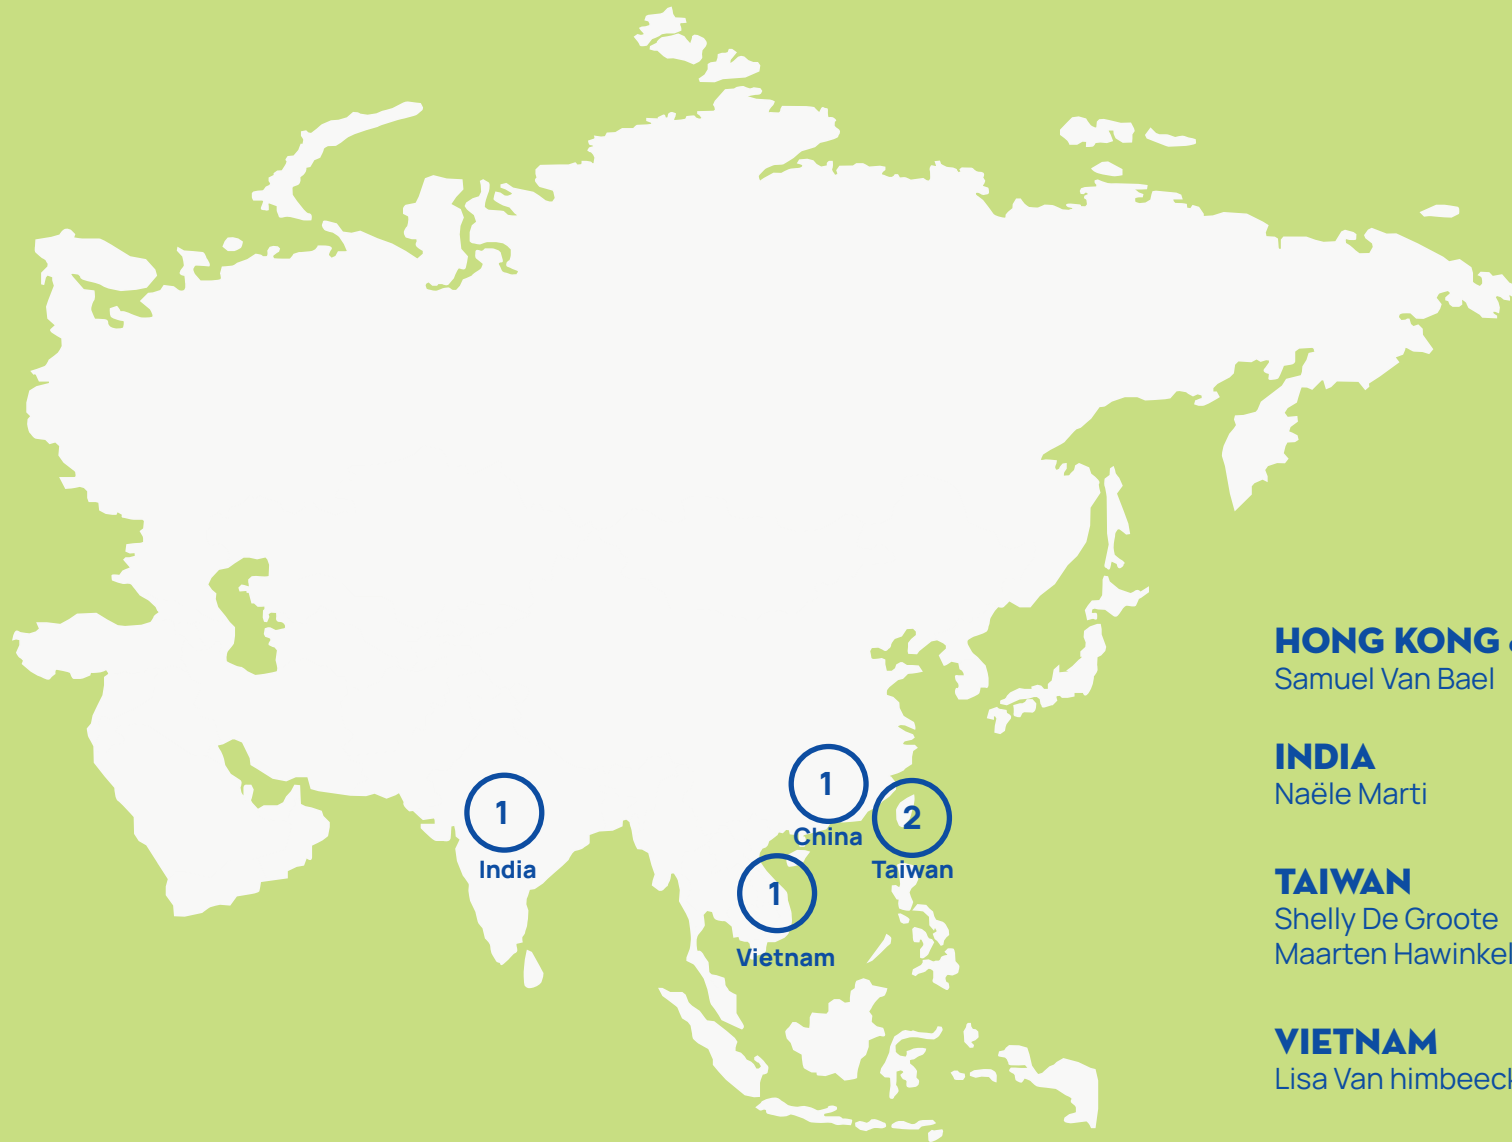 1
India
1
China
2
Taiwan
1
Vietnam
HONG KONG
Samuel Van Bael
INDIA
Naële Marti
TAIWAN
Shelly De Groote
Maarten Hawinkel
VIETNAM
Lisa Van himbeeck